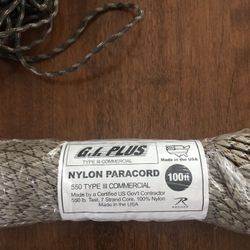 G.I. PLUS
TYPE III COMMERCIAL
Made in the USA
NYLON PARACORD
100ft
550 TYPE III COMMERCIAL
Made by a Certified US Gov't Contractor
550 lb. Test, 7 Strand Core, 100% Nylon
Made in the USA
R
ROTHCO